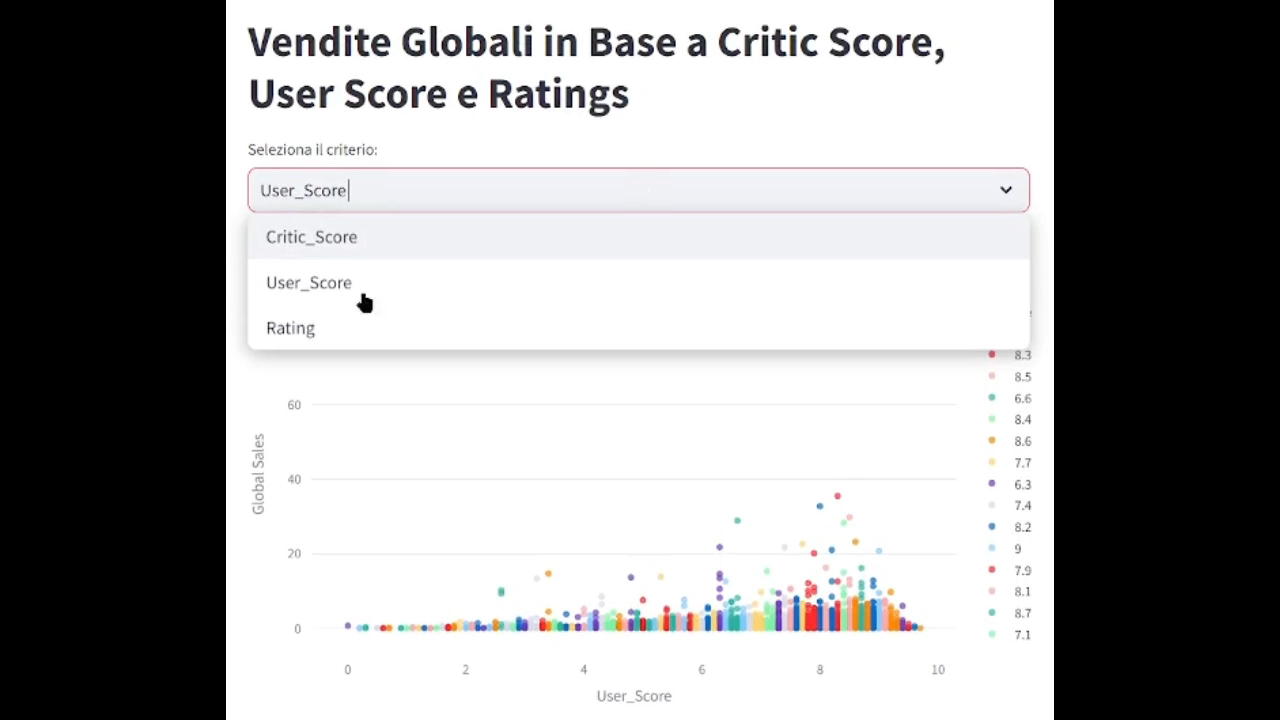 Vendite Globali in Base a Critic Score,
User Score e Ratings
Seleziona il criterio:
User_Score
Critic_Score
User_Score
Rating
8.3
8.5
6.6
8.4
8.6
7.7
6.3
7.4
8.2
9
7.9
8.1
8.7
7.1
Global Sales
60
40
20
0
0 2 4 6 8 10
User_Score